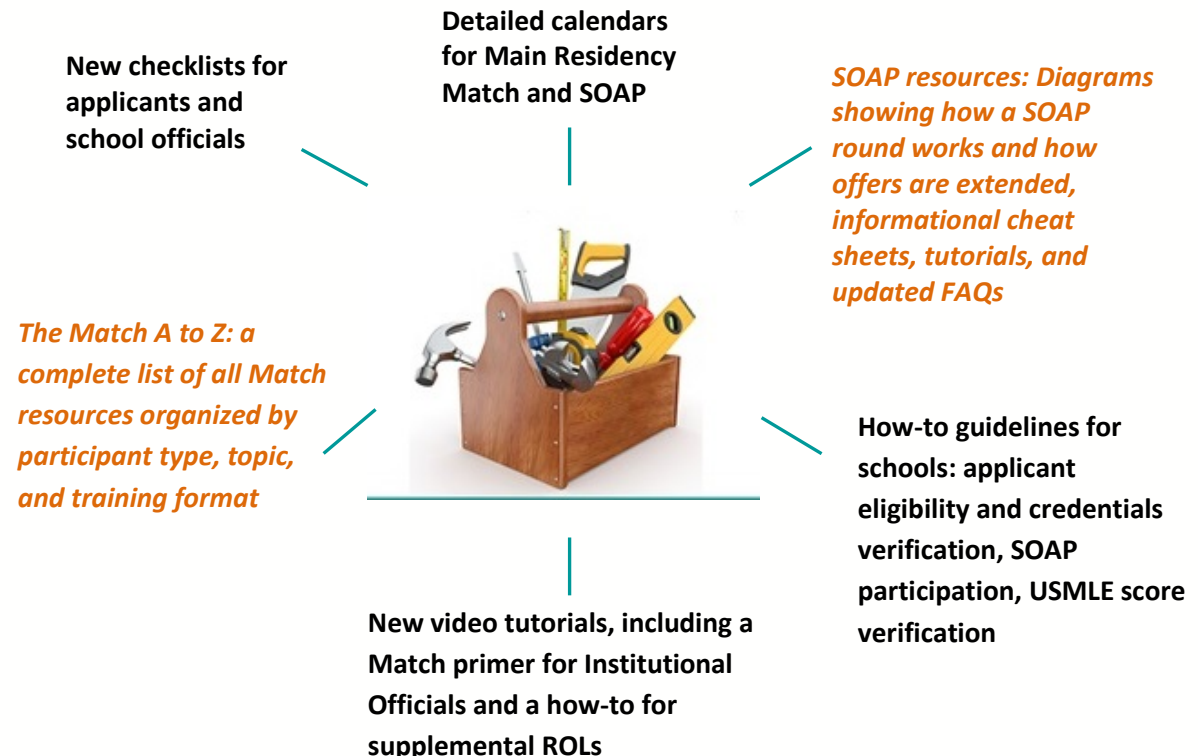 Detailed calendars
for Main Residency
Match and SOAP
New checklists for
applicants and
school officials
SOAP resources: Diagrams
showing how a SOAP
round works and how
offers are extended,
informational cheat
sheets, tutorials, and
updated FAQs
The Match A to Z: a
complete list of all Match
resources organized by
participant type, topic,
and training format
How-to guidelines for
schools: applicant
eligibility and credentials
verification, SOAP
participation, USMLE score
verification
New video tutorials, including a
Match primer for Institutional
Officials and a how-to for
supplemental ROLs